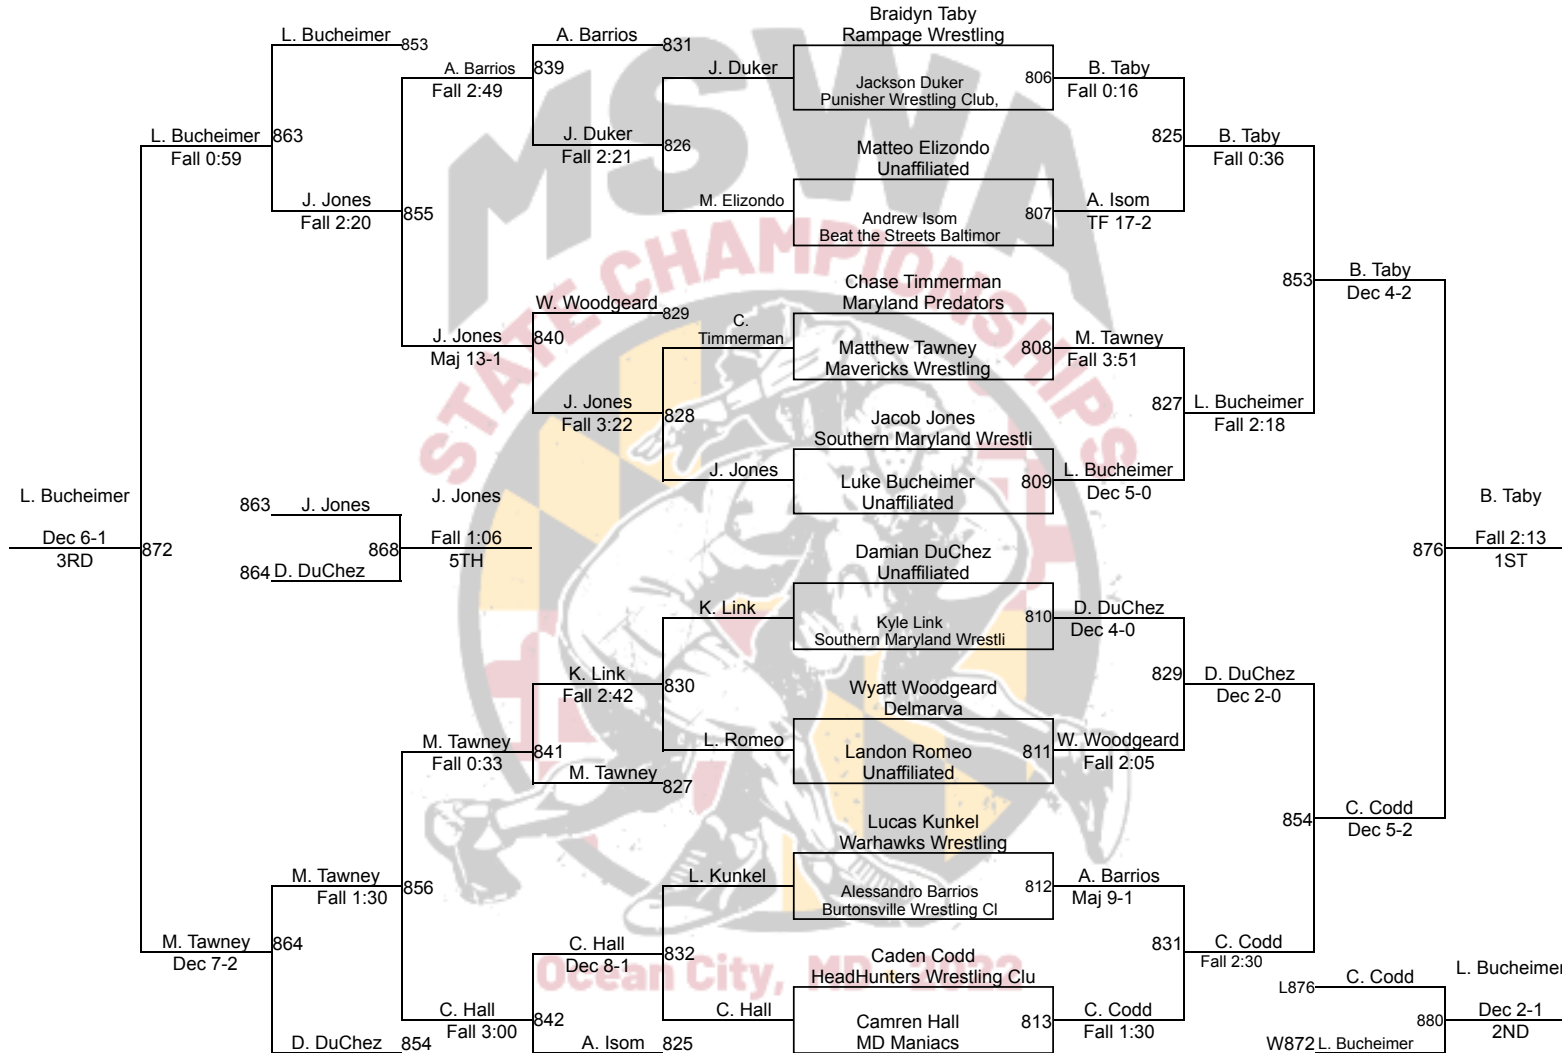 L. Bucheimer
853
A. Barrios
831
Braidyn Taby
Rampage Wrestling
A. Barrios
839
Fall 2:49
J. Duker
Jackson Duker
Punisher Wrestling Club,
806
B. Taby
Fall 0:16
L. Bucheimer
863
Fall 0:59
J. Duker
Fall 2:21
826
Matteo Elizondo
Unaffiliated
825
B. Taby
Fall 0:36
J. Jones
Fall 2:20
855
M. Elizondo
Andrew Isom
Beat the Streets Baltimor
807
A. Isom
TF 17-2
MSWA
STATE CHAMPIONSHIPS
Chase Timmerman
Maryland Predators
853
B. Taby
Dec 4-2
W. Woodgeard
829
J. Jones
840
Maj 13-1
C.
Timmerman
Matthew Tawney
Mavericks Wrestling
808
M. Tawney
Fall 3:51
J. Jones
Fall 3:22
828
Jacob Jones
Southern Maryland Wrestli
827
L. Bucheimer
Fall 2:18
J. Jones
Luke Bucheimer
Unaffiliated
809
L. Bucheimer
Dec 5-0
L. Bucheimer
Dec 6-1
3RD
872
863
J. Jones
J. Jones
868
Fall 1:06
5TH
864
D. DuChez
B. Taby
876
Fall 2:13
1ST
Damian DuChez
Unaffiliated
K. Link
Kyle Link
Southern Maryland Wrestli
810
D. DuChez
Dec 4-0
K. Link
Fall 2:42
830
Wyatt Woodgeard
Delmarva
829
D. DuChez
Dec 2-0
M. Tawney
841
Fall 0:33
L. Romeo
Landon Romeo
Unaffiliated
811
W. Woodgeard
Fall 2:05
M. Tawney
827
Lucas Kunkel
Warhawks Wrestling
854
C. Codd
Dec 5-2
M. Tawney
Fall 1:30
856
L. Kunkel
Alessandro Barrios
Burtonsville Wrestling Cl
812
A. Barrios
Maj 9-1
M. Tawney
Dec 7-2
864
C. Hall
Dec 8-1
832
Caden Codd
HeadHunters Wrestling Clu
831
C. Codd
Fall 2:30
Ocean City, MD - 2022
C. Hall
Fall 3:00
842
C. Hall
Camren Hall
MD Maniacs
813
C. Codd
Fall 1:30
L876
C. Codd
L. Bucheimer
880
Dec 2-1
2ND
D. DuChez
854
A. Isom
825
W872
L. Bucheimer